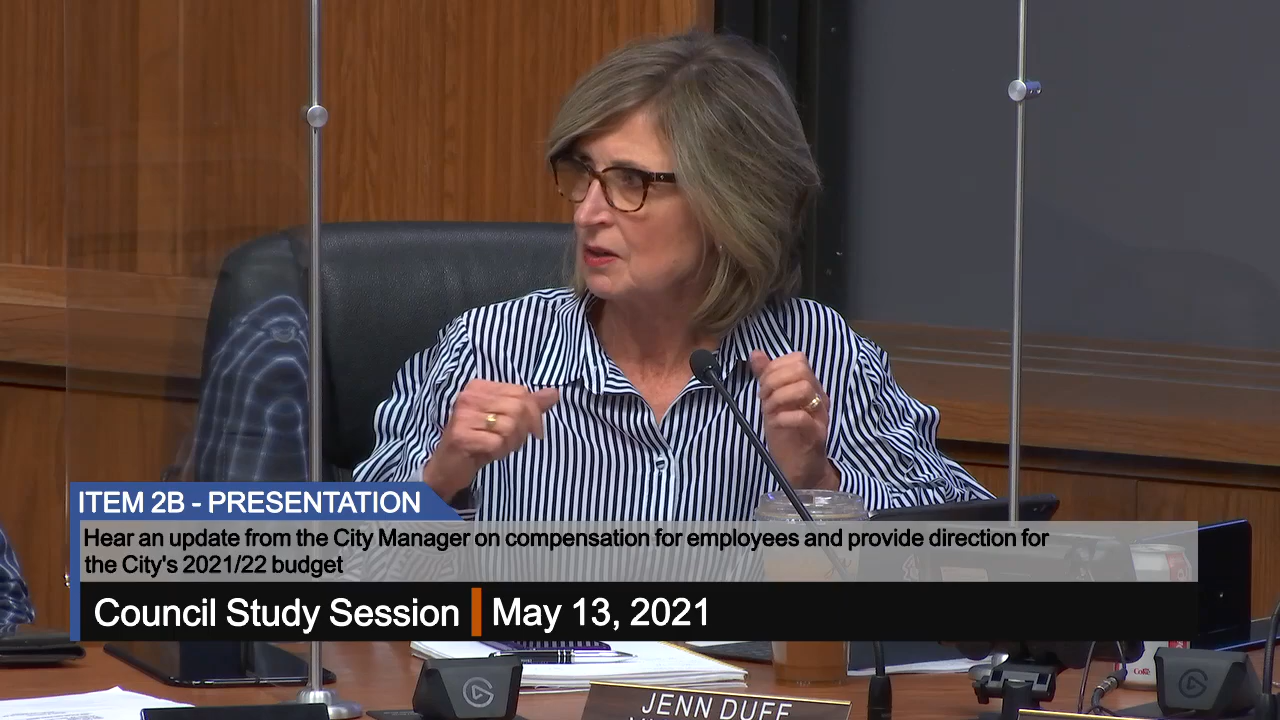 ITEM 2B - PRESENTATION
Hear an update from the City Manager on compensation for employees and provide direction for
the City's 2021/22 budget
Council Study Session
May 13, 2021
JENN DUFF